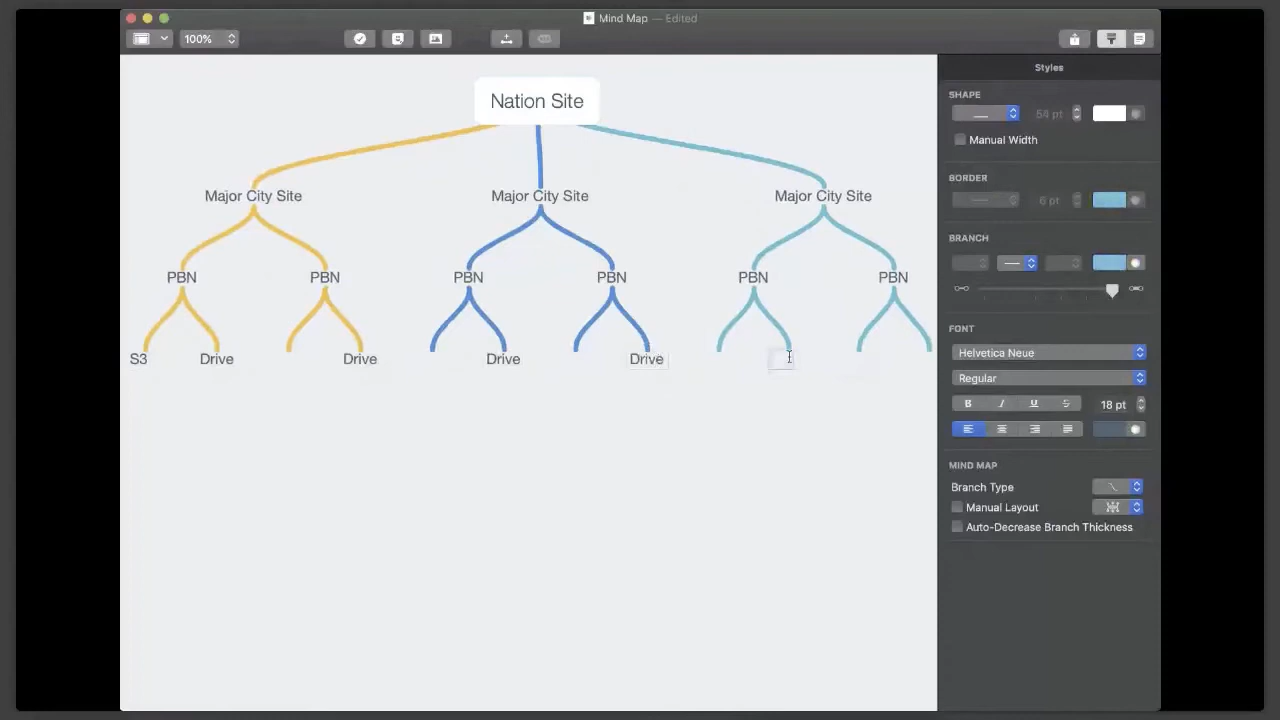 Mind Map — Edited
100%
Styles
Nation Site
SHAPE
54 pt
Manual Width
BORDER
6 pt
Major City Site
Major City Site
Major City Site
BRANCH
PBN
PBN
PBN
PBN
PBN
PBN
FONT
Helvetica Neue
Regular
B I U S 18 pt
S3
Drive
Drive
Drive
Drive
MIND MAP
Branch Type
Manual Layout
Auto-Decrease Branch Thickness